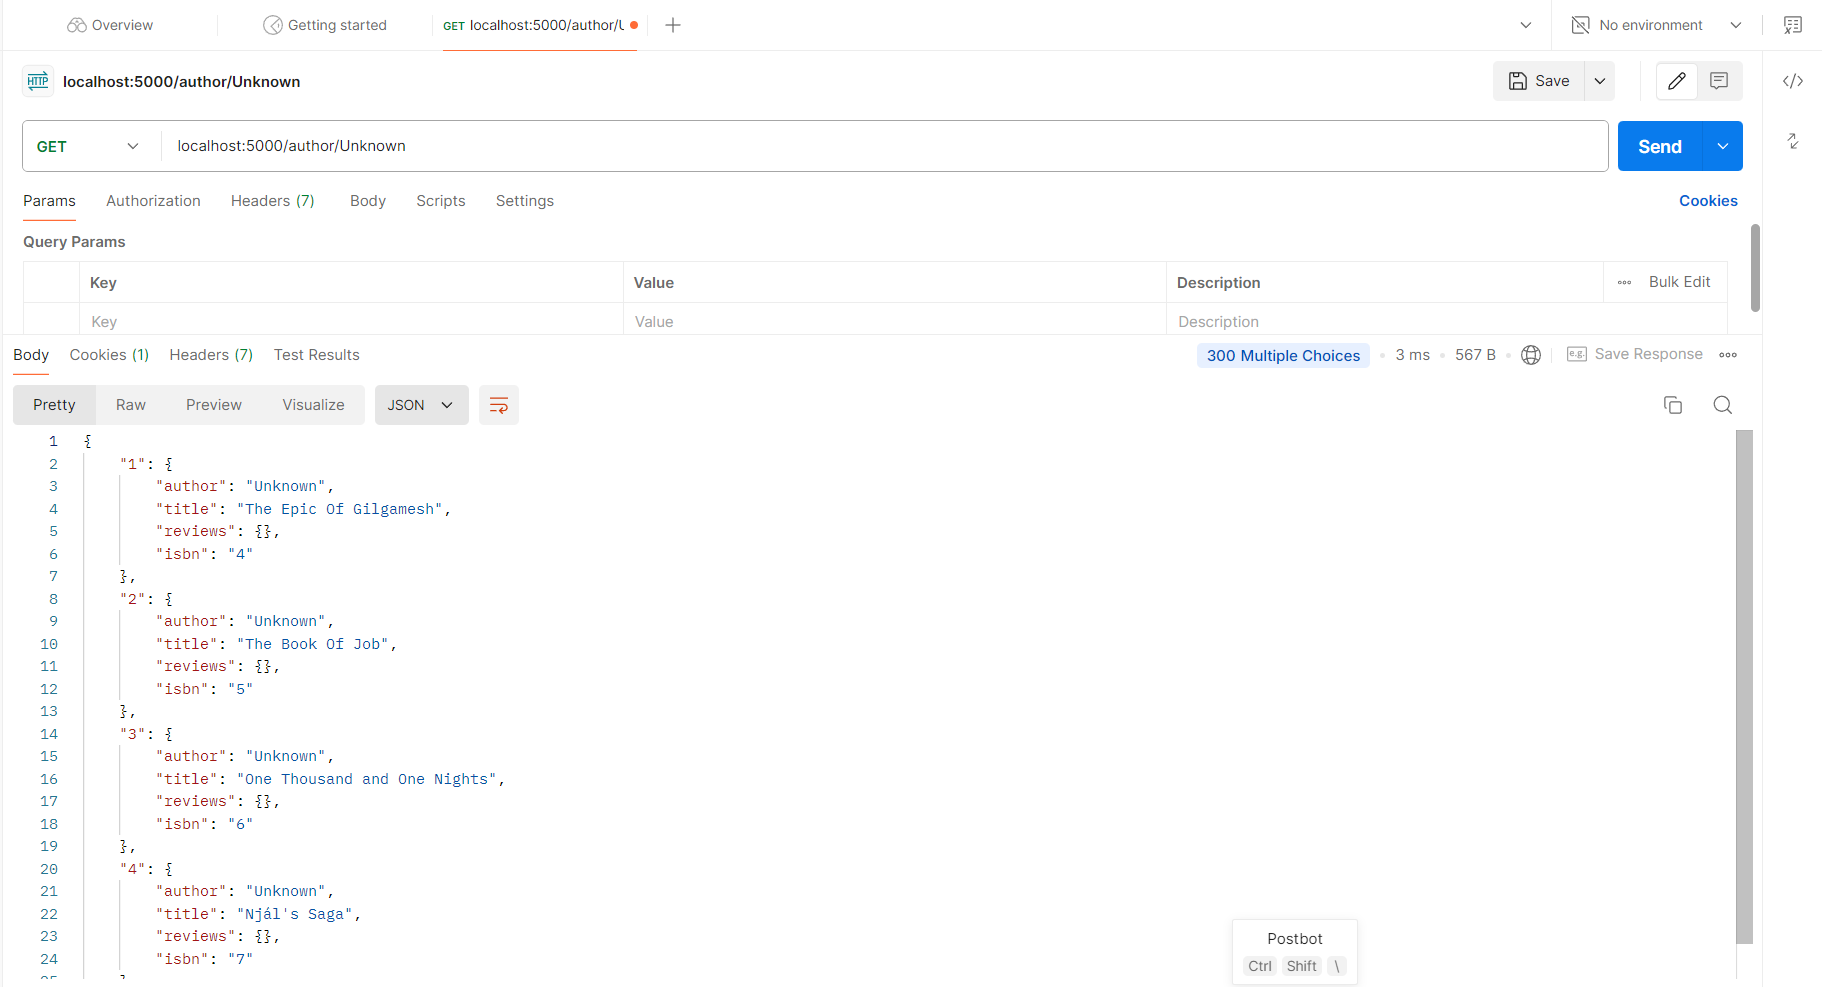 Overview
Getting started
GET localhost:5000/author/U
No environment
HTTP localhost:5000/author/Unknown
Save
GET localhost:5000/author/Unknown
Send
Params Authorization Headers (7) Body Scripts Settings Cookies
Query Params
Key Value Description Bulk Edit
Key Value Description
Body Cookies (1) Headers (7) Test Results 300 Multiple Choices 3 ms 567 B e.g. Save Response
Pretty Raw Preview Visualize JSON
1 {
2 "1": {
3 "author": "Unknown",
4 "title": "The Epic Of Gilgamesh",
5 "reviews": {},
6 "isbn": "4"
7 },
8 "2": {
9 "author": "Unknown",
10 "title": "The Book Of Job",
11 "reviews": {},
12 "isbn": "5"
13 },
14 "3": {
15 "author": "Unknown",
16 "title": "One Thousand and One Nights",
17 "reviews": {},
18 "isbn": "6"
19 },
20 "4": {
21 "author": "Unknown",
22 "title": "Njál's Saga",
23 "reviews": {},
24 "isbn": "7"
Postbot
Ctrl Shift \